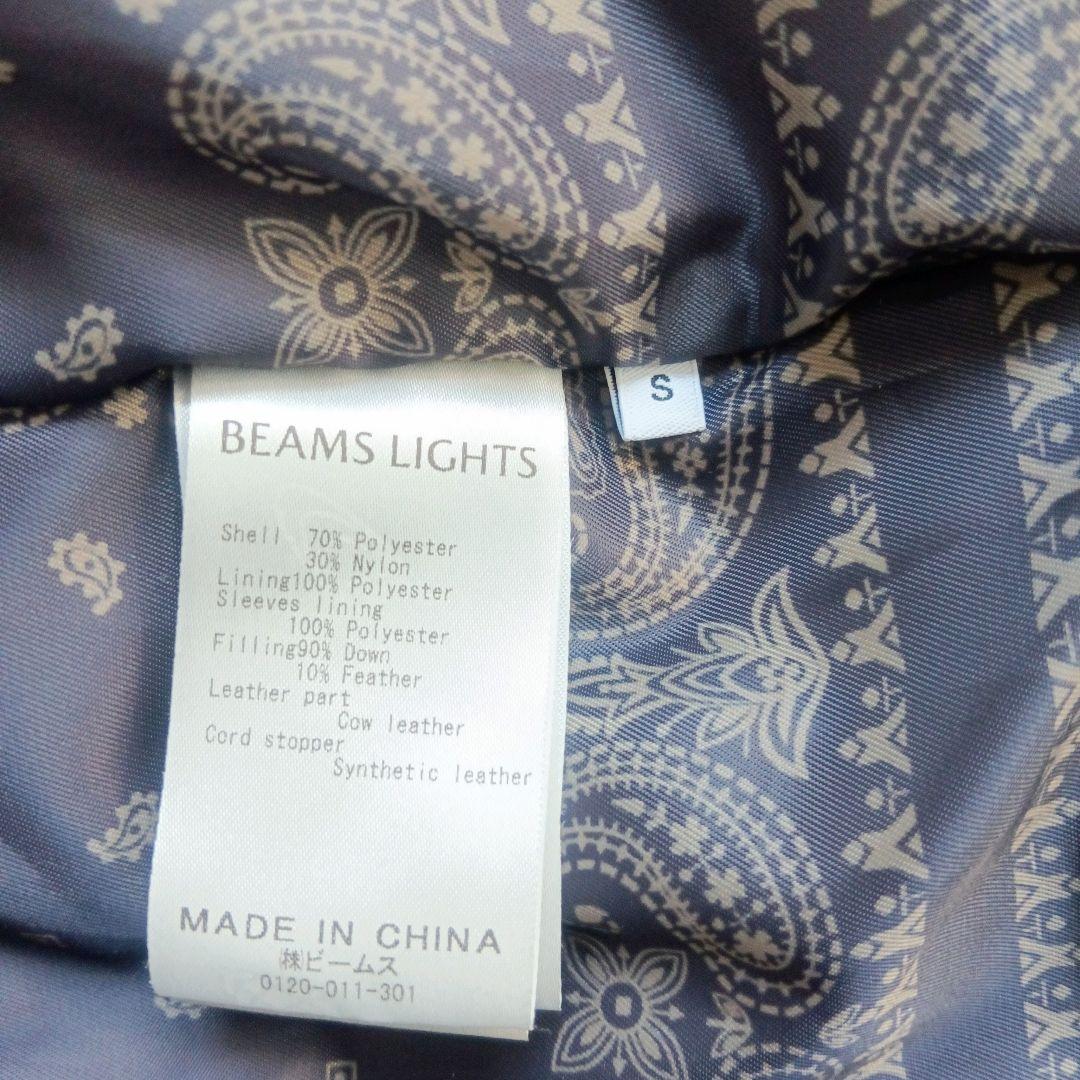 S
BEAMS LIGHTS
Shell 70% Polyester
30% Nylon
Lining100% Polyester
Sleeves lining
100% Polyester
Filling90% Down
10% Feather
Leather part
Cow leather
Cord stopper
Synthetic leather
MADE IN CHINA
㈱ビームス
0120-011-301